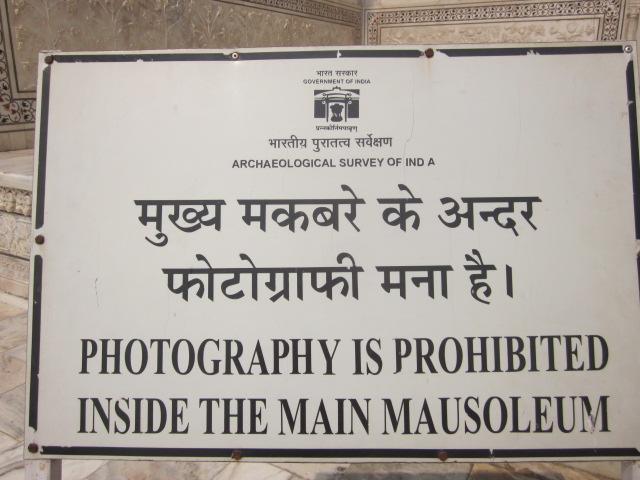 भारत सरकार
GOVERNMENT OF INDIA
भारतीय पुरातत्व सर्वेक्षण
ARCHAEOLOGICAL SURVEY OF IND A
मुख्य मकबरे के अन्दर
फोटोग्राफी मना है।
PHOTOGRAPHY IS PROHIBITED
INSIDE THE MAIN MAUSOLEUM